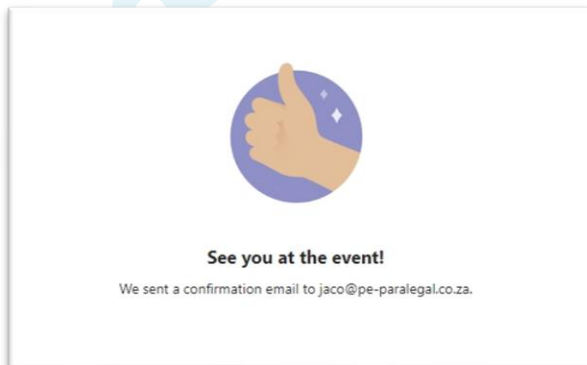 See you at the event!
We sent a confirmation email to jaco@pe-paralegal.co.za.